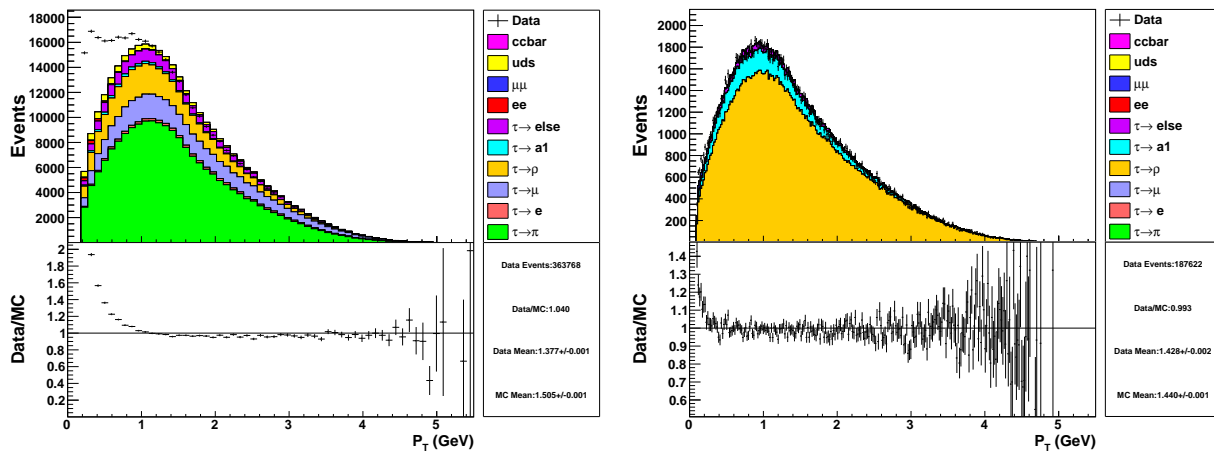 Events
18000
16000
14000
12000
10000
8000
6000
4000
2000
Data/MC
2
1.8
1.6
1.4
1.2
1
0.8
0.6
0.4
0.2
0 1 2 3 4 5
P_T (GeV)
Data
ccbar
uds
μμ
ee
τ→ else
τ→ a1
τ→ρ
τ→μ
τ→ e
τ→π
Data Events:363768
Data/MC:1.040
Data Mean:1.377+/-0.001
MC Mean:1.505+/-0.001
Events
2000
1800
1600
1400
1200
1000
800
600
400
200
Data/MC
1.4
1.3
1.2
1.1
1
0.9
0.8
0.7
0.6
0 1 2 3 4 5
P_T (GeV)
Data
ccbar
uds
μμ
ee
τ→ else
τ→ a1
τ→ρ
τ→μ
τ→ e
τ→π
Data Events:187622
Data/MC:0.993
Data Mean:1.428+/-0.002
MC Mean:1.440+/-0.001